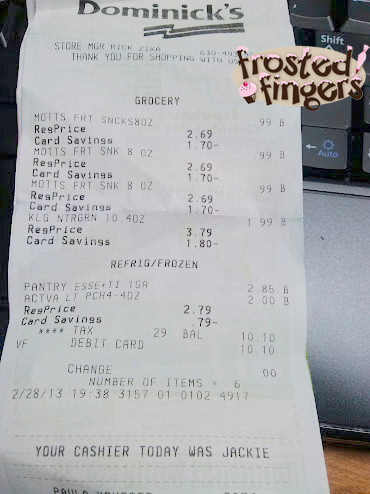 Dominick's
STORE MGR RICK ZIKA
THANK YOU FOR SHOPPING WITH
Frosted
Fingers
Shift
Auto
GROCERY
MOTTS FRT SNCKS8OZ .99 B
RegPrice 2.69
Card Savings 1.70-
MOTTS FRT SNK 8 OZ .99 B
RegPrice 2.69
Card Savings 1.70-
MOTTS FRT SNK 8 OZ .99 B
RegPrice 2.69
Card Savings 1.70-
KLG NTRGRN 10.4OZ 1.99 B
RegPrice 3.79
Card Savings 1.80-
REFRIG/FROZEN
PANTRY ESSE+TI 1GA 2.85 B
ACTVA LT PCH4-4OZ 2.00 B
RegPrice 2.79
Card Savings .79-
**** TAX .29 BAL 10.10
VF DEBIT CARD 10.10
CHANGE .00
NUMBER OF ITEMS = 6
2/28/13 19:38 3157 01 0102 4917
YOUR CASHIER TODAY WAS JACKIE